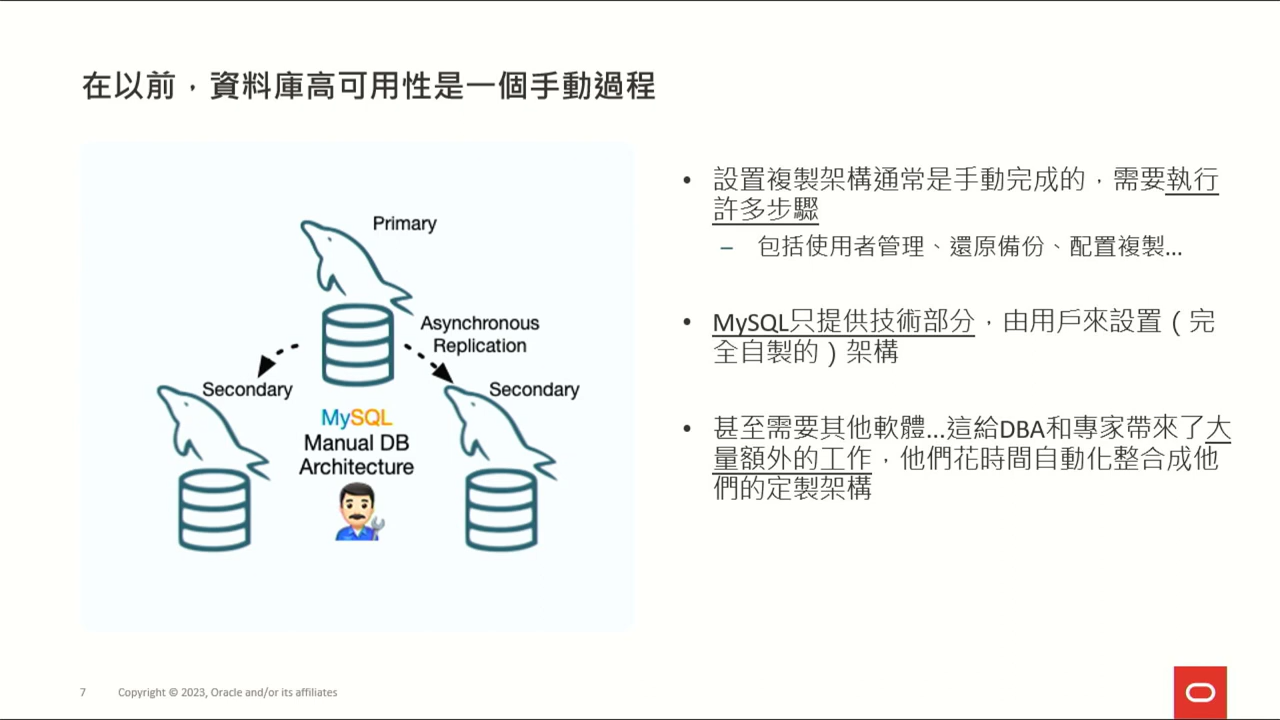 在以前，資料庫高可用性是一個手動過程
Primary
Asynchronous
Replication
Secondary
Secondary
MySQL
Manual DB
Architecture
• 設置複製架構通常是手動完成的，需要執行
許多步驟
– 包括使用者管理、還原備份、配置複製...
• MySQL只提供技術部分，由用戶來設置（完
全自製的）架構
• 甚至需要其他軟體...這給DBA和專家帶來了大
量額外的工作，他們花時間自動化整合成他
們的定製架構
7 Copyright © 2023, Oracle and/or its affiliates